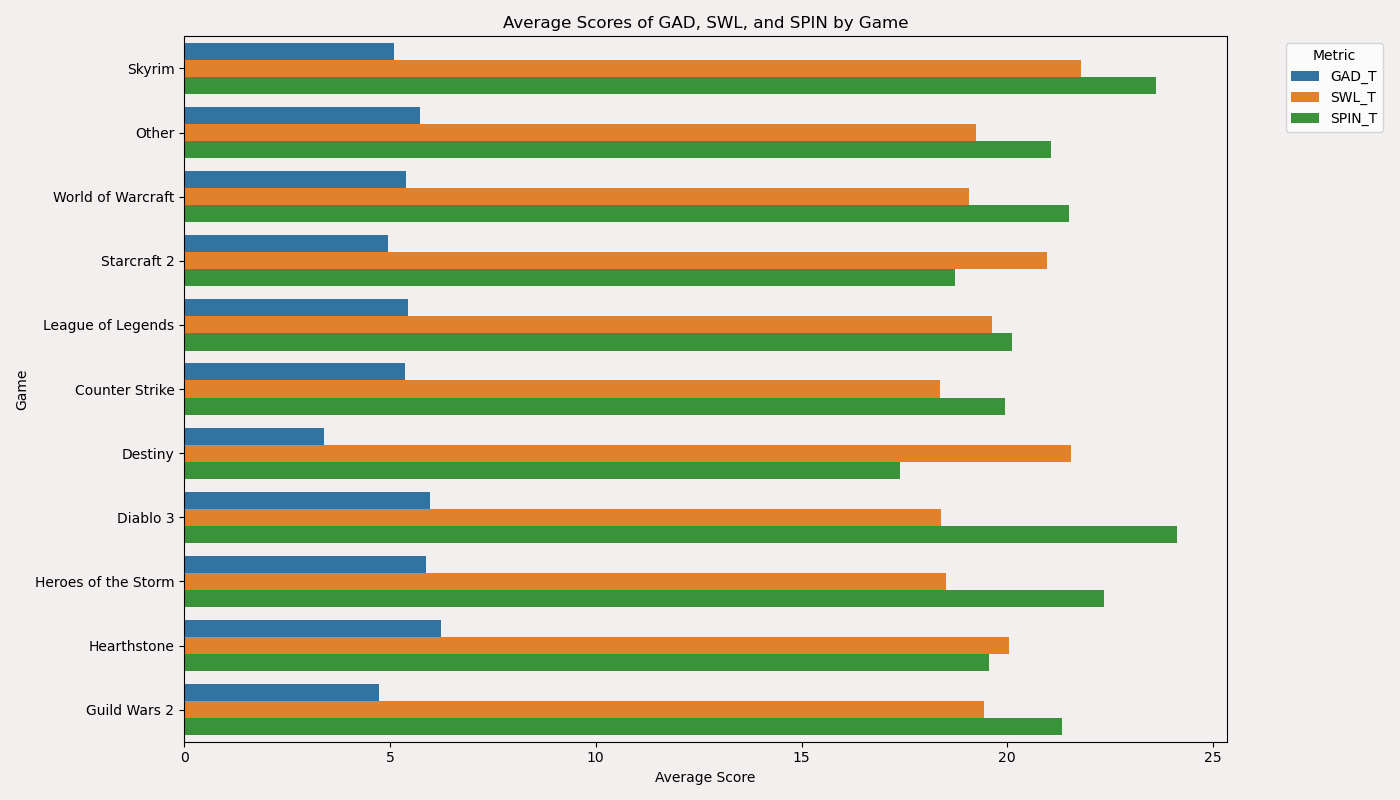 Average Scores of GAD, SWL, and SPIN by Game
Metric
GAD_T
SWL_T
SPIN_T
Game
Skyrim
Other
World of Warcraft
Starcraft 2
League of Legends
Counter Strike
Destiny
Diablo 3
Heroes of the Storm
Hearthstone
Guild Wars 2
0 5 10 15 20 25
Average Score